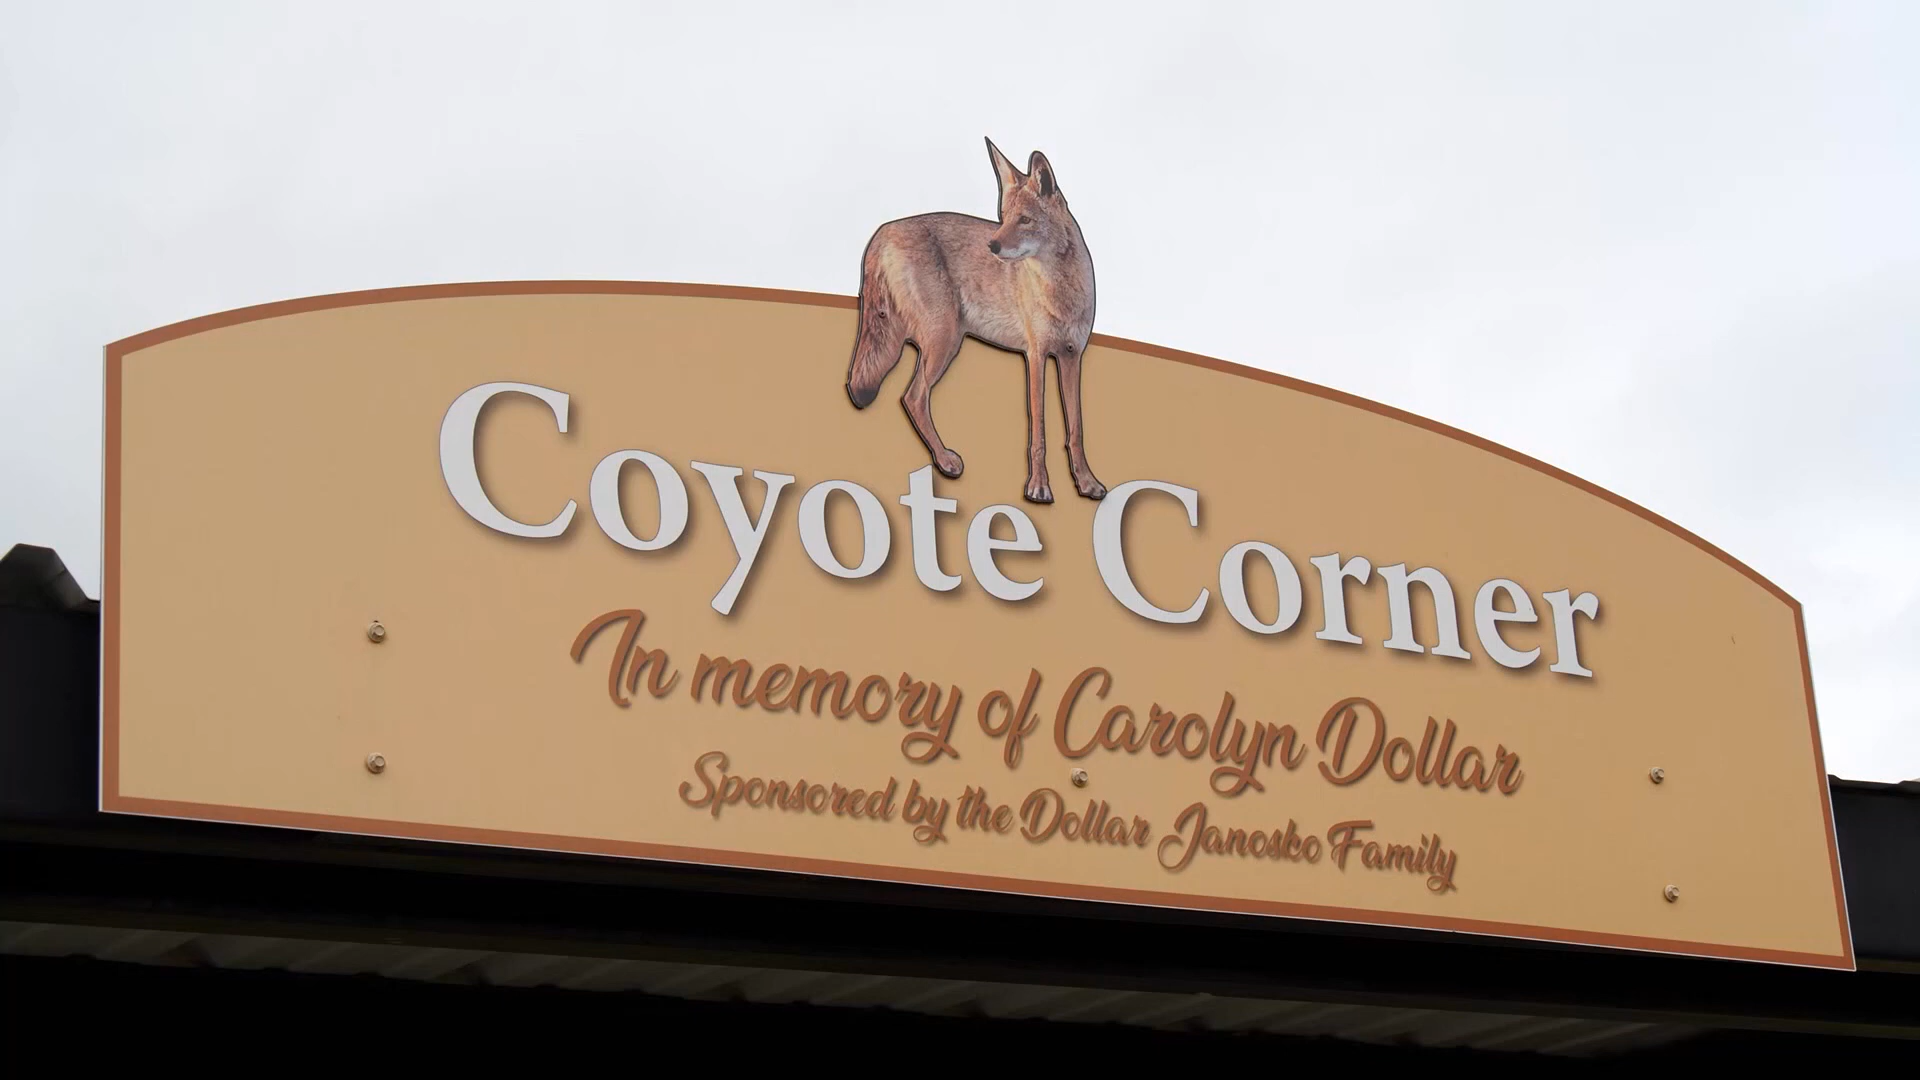 Coyote Corner
In memory of Carolyn Dollar
Sponsored by the Dollar Janosko Family